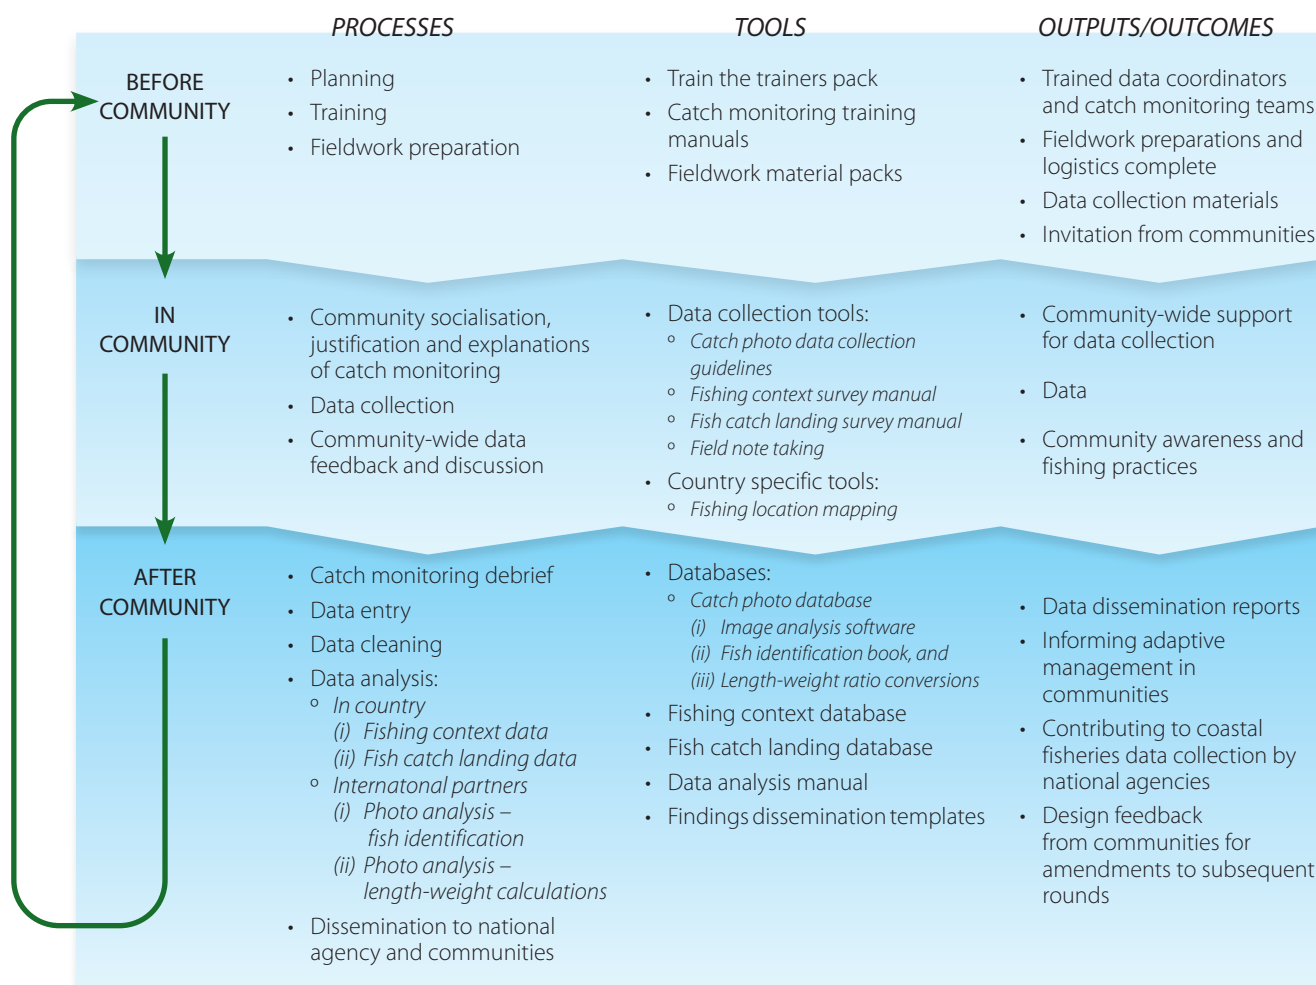 PROCESSES
TOOLS
OUTPUTS/OUTCOMES
BEFORE
COMMUNITY
• Planning
• Training
• Fieldwork preparation
• Train the trainers pack
• Catch monitoring training
manuals
• Fieldwork material packs
• Trained data coordinators
and catch monitoring teams
• Fieldwork preparations and
logistics complete
• Data collection materials
• Invitation from communities
IN
COMMUNITY
• Community socialisation,
justification and explanations
of catch monitoring
• Data collection
• Community-wide data
feedback and discussion
• Data collection tools:
o Catch photo data collection
guidelines
o Fishing context survey manual
o Fish catch landing survey manual
o Field note taking
• Country specific tools:
o Fishing location mapping
• Community-wide support
for data collection
• Data
• Community awareness and
fishing practices
AFTER
COMMUNITY
• Catch monitoring debrief
• Data entry
• Data cleaning
• Data analysis:
o In country
(i) Fishing context data
(ii) Fish catch landing data
o Internatonal partners
(i) Photo analysis –
fish identification
(ii) Photo analysis –
length-weight calculations
• Dissemination to national
agency and communities
• Databases:
o Catch photo database
(i) Image analysis software
(ii) Fish identification book, and
(iii) Length-weight ratio conversions
• Fishing context database
• Fish catch landing database
• Data analysis manual
• Findings dissemination templates
• Data dissemination reports
• Informing adaptive
management in
communities
• Contributing to coastal
fisheries data collection by
national agencies
• Design feedback
from communities for
amendments to subsequent
rounds